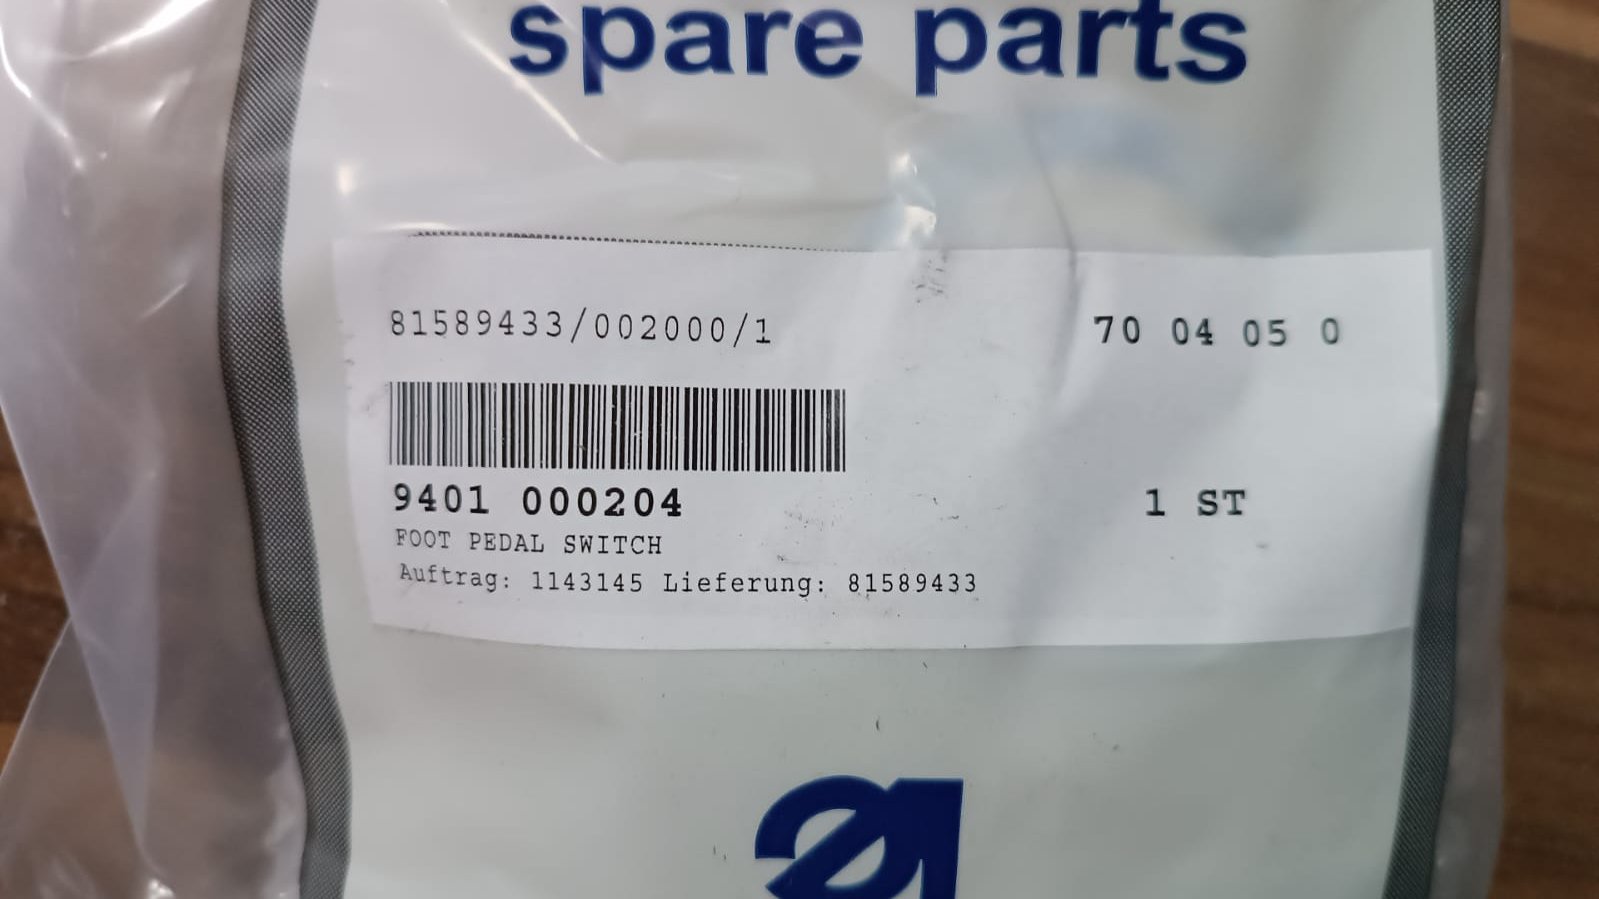 spare parts
81589433/002000/1 70 04 05 0
9401 000204 1 ST
FOOT PEDAL SWITCH
Auftrag: 1143145 Lieferung: 81589433